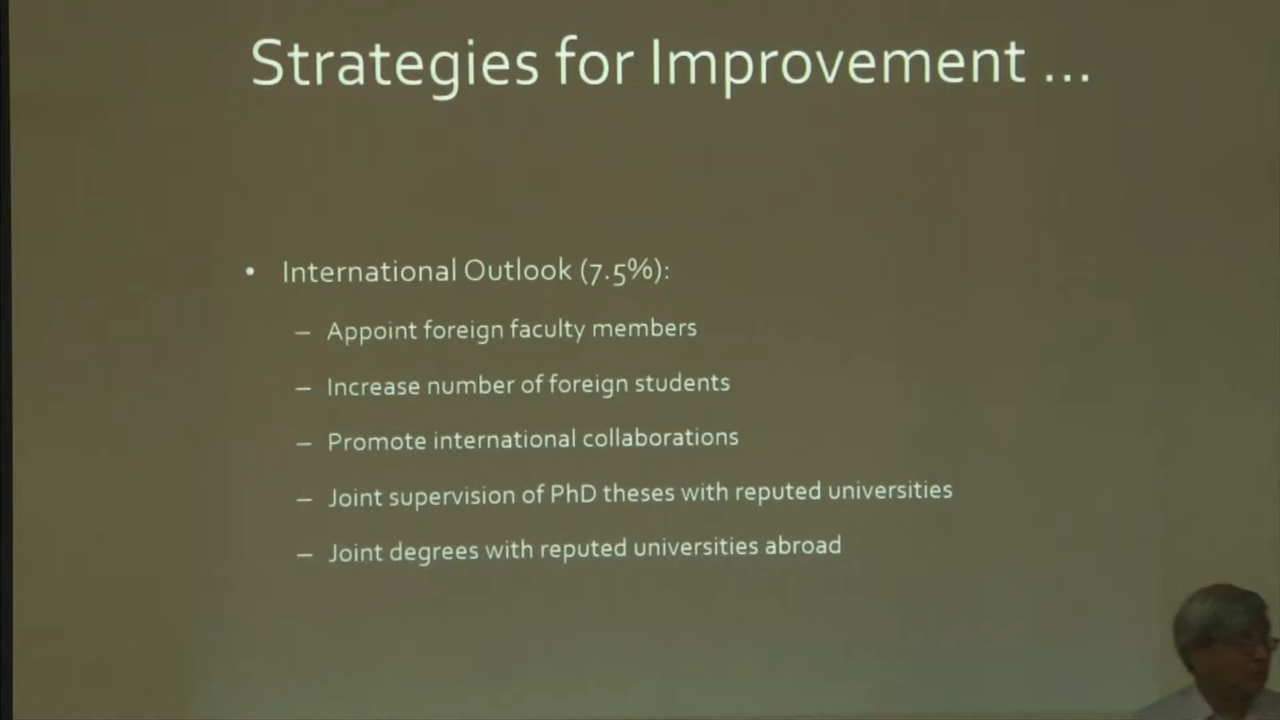 Strategies for Improvement ...
• International Outlook (7.5%):
– Appoint foreign faculty members
– Increase number of foreign students
– Promote international collaborations
– Joint supervision of PhD theses with reputed universities
– Joint degrees with reputed universities abroad